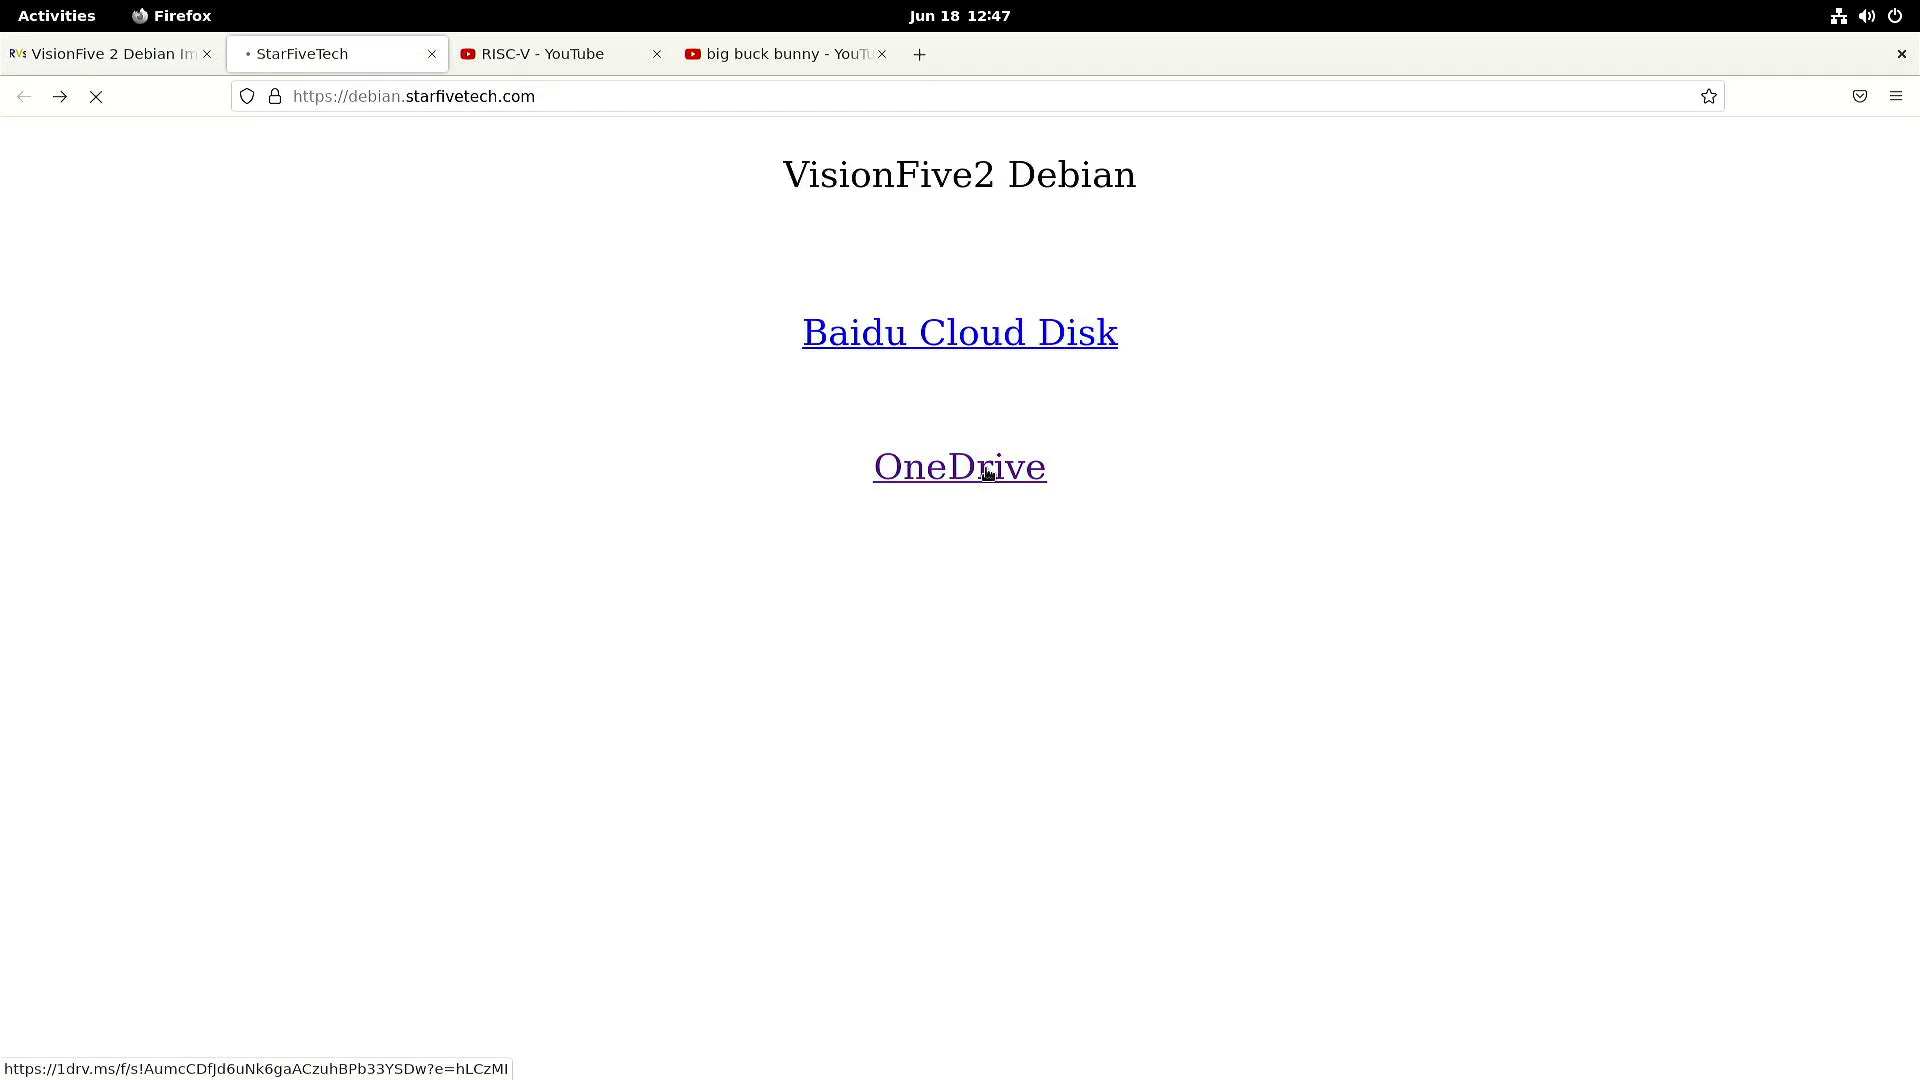 Activities Firefox Jun 18 12:47
VisionFive 2 Debian Im StarFiveTech RISC-V - YouTube big buck bunny - YouTu
https://debian.starfivetech.com
VisionFive2 Debian
Baidu Cloud Disk
OneDrive
https://1drv.ms/f/s!AumcCDfJd6uNk6gaACzuhBPb33YSDw?e=hLCzMI